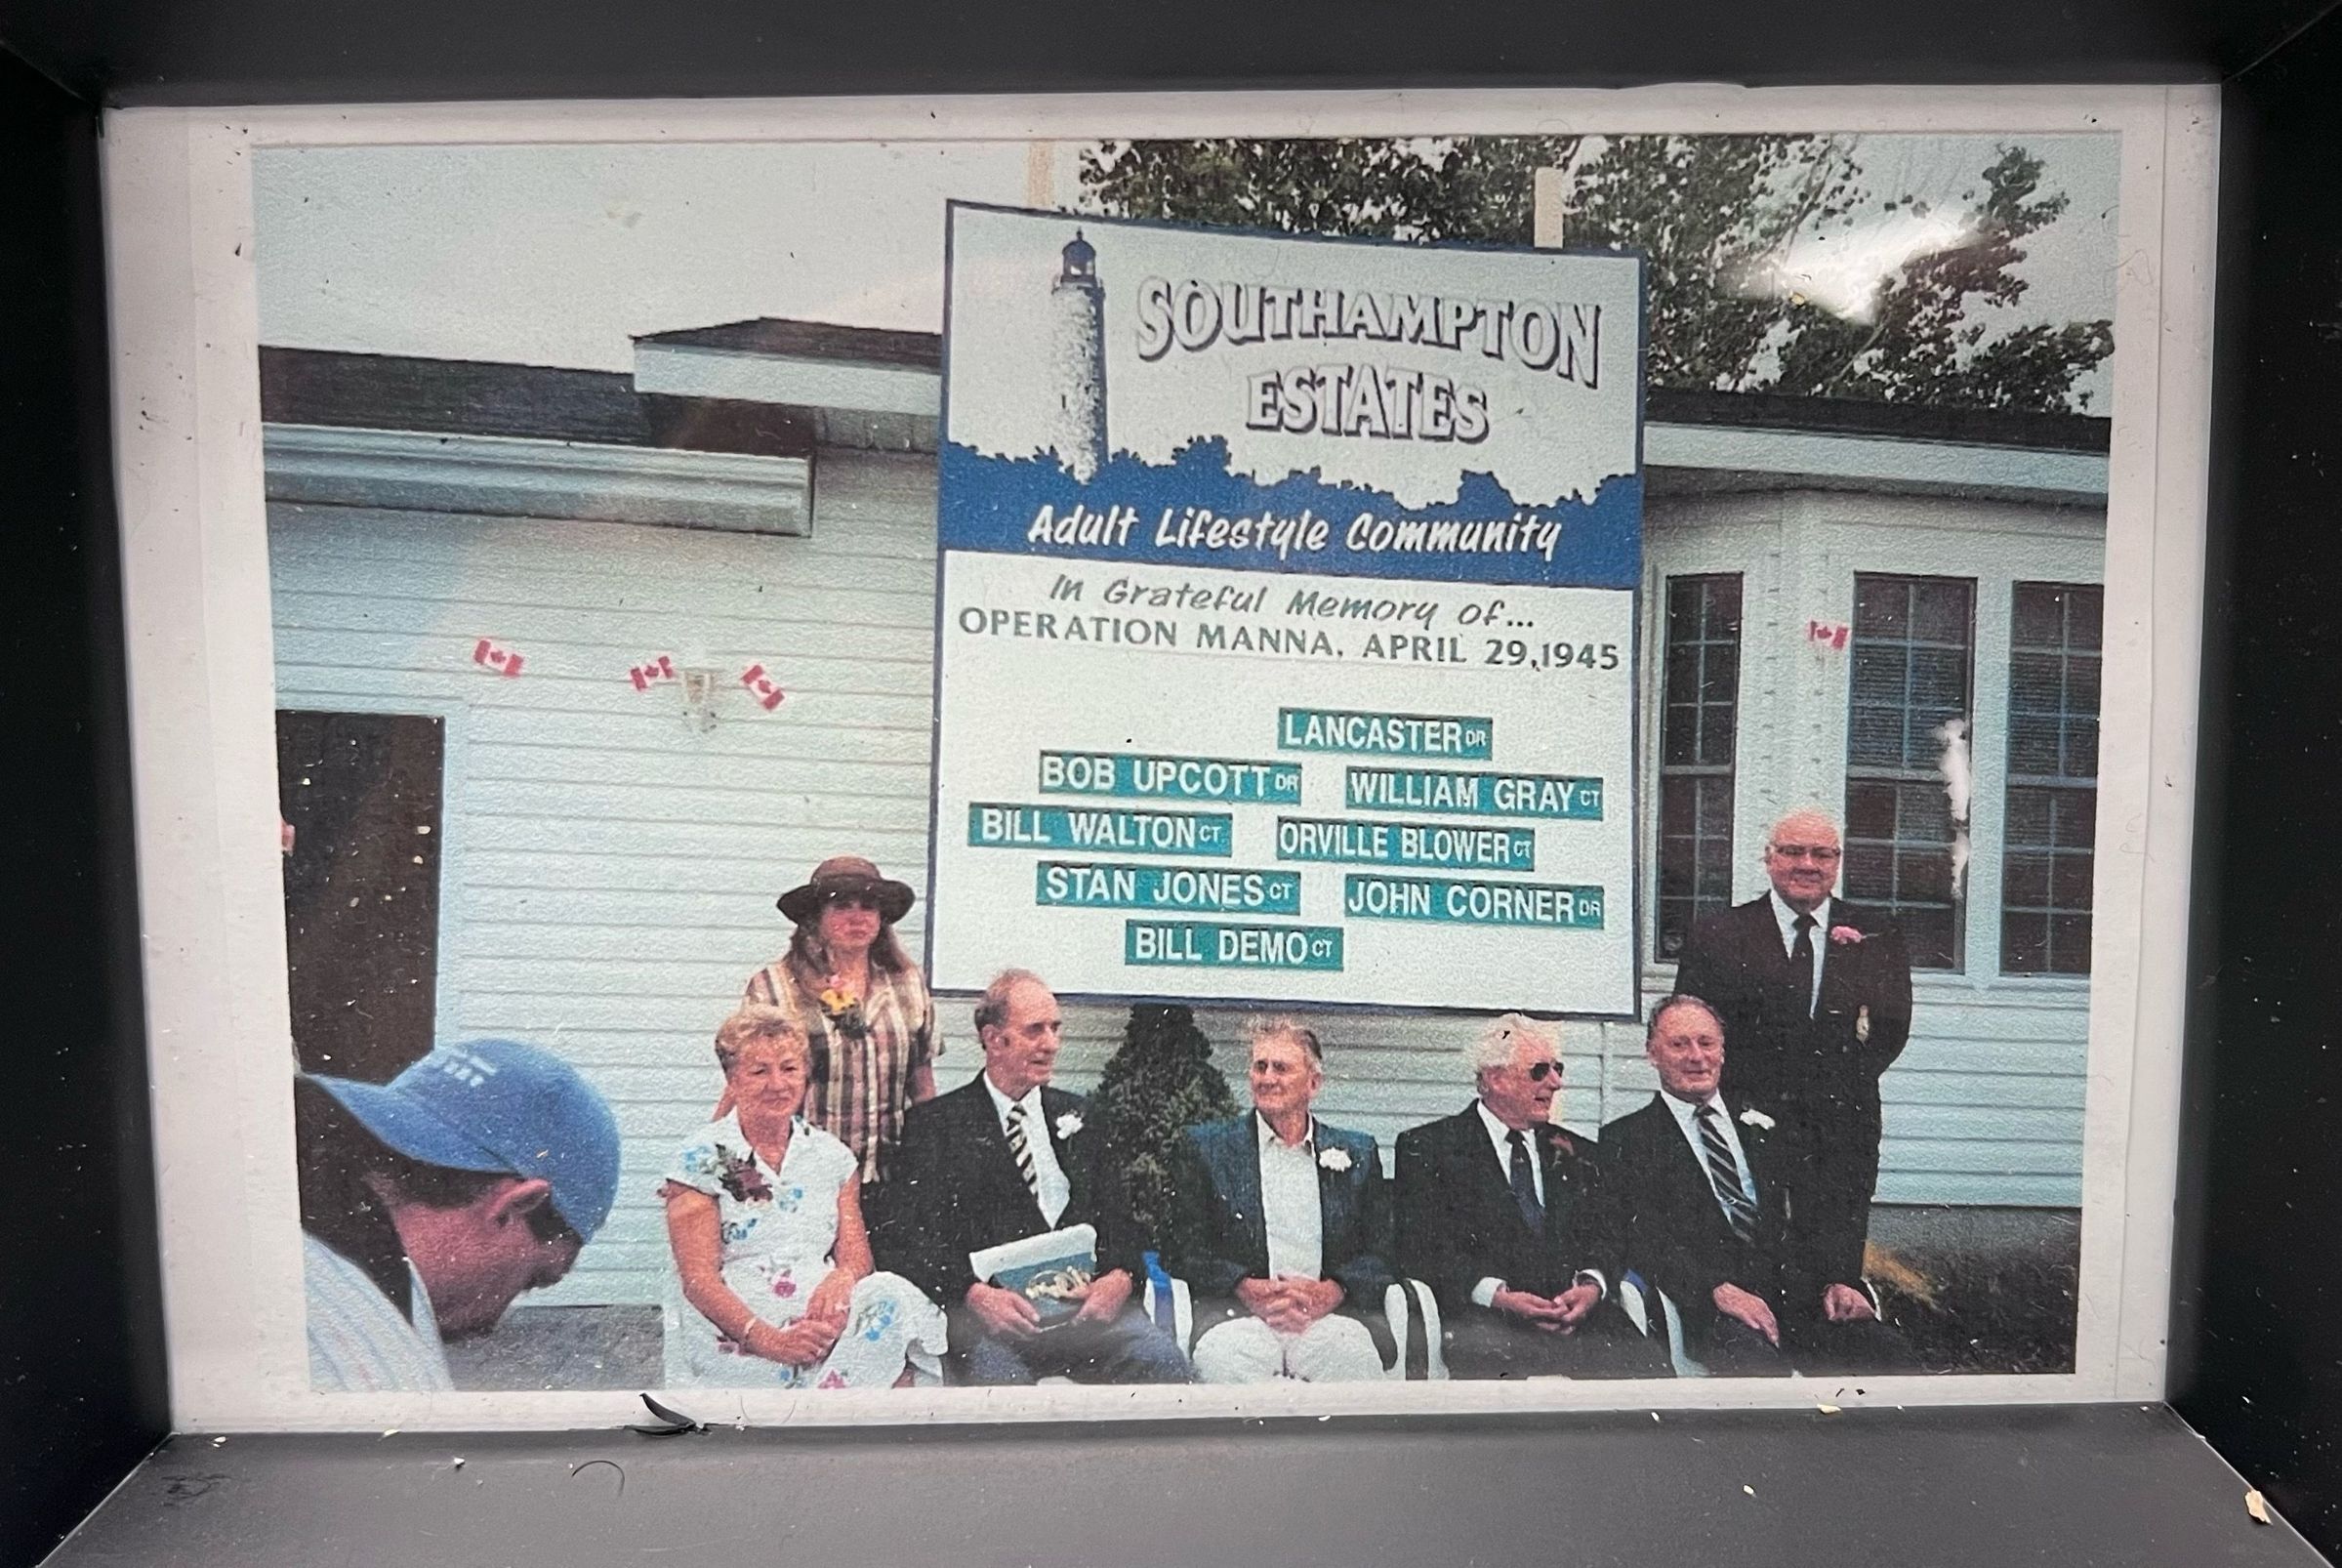 SOUTHAMPTON
ESTATES
Adult Lifestyle Community
In Grateful Memory of...
OPERATION MANNA, APRIL 29,1945
LANCASTER DR
BOB UPCOTT DR WILLIAM GRAY CT
BILL WALTON CT ORVILLE BLOWER CT
STAN JONES CT JOHN CORNER DR
BILL DEMO CT